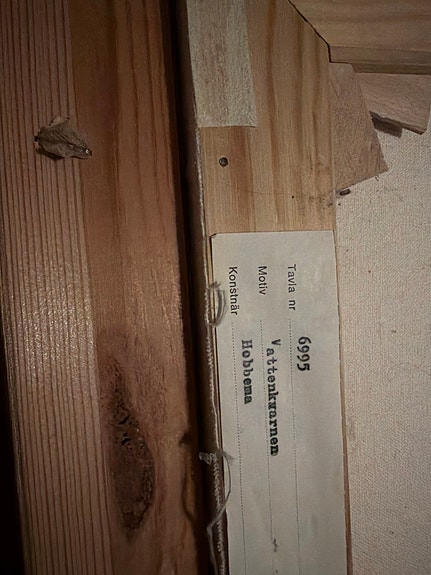 Tavla nr 6995
Motiv Vattenkvarnen
Konstnär Hobbema